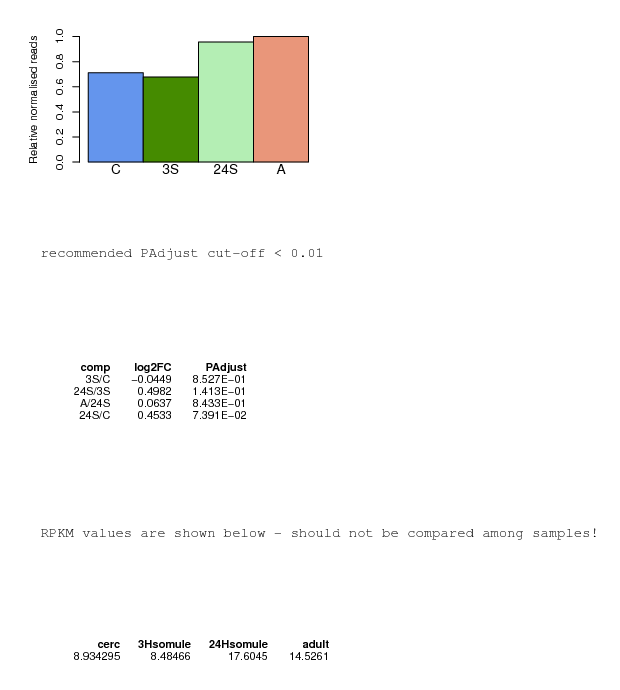 Relative normalised reads
1.0
0.8
0.6
0.4
0.2
0.0
C 3S 24S A
recommended PAdjust cut-off < 0.01
comp log2FC PAdjust
3S/C −0.0449 8.527E−01
24S/3S 0.4982 1.413E−01
A/24S 0.0637 8.433E−01
24S/C 0.4533 7.391E−02
RPKM values are shown below - should not be compared among samples!
cerc 3Hsomule 24Hsomule adult
8.934295 8.48466 17.6045 14.5261